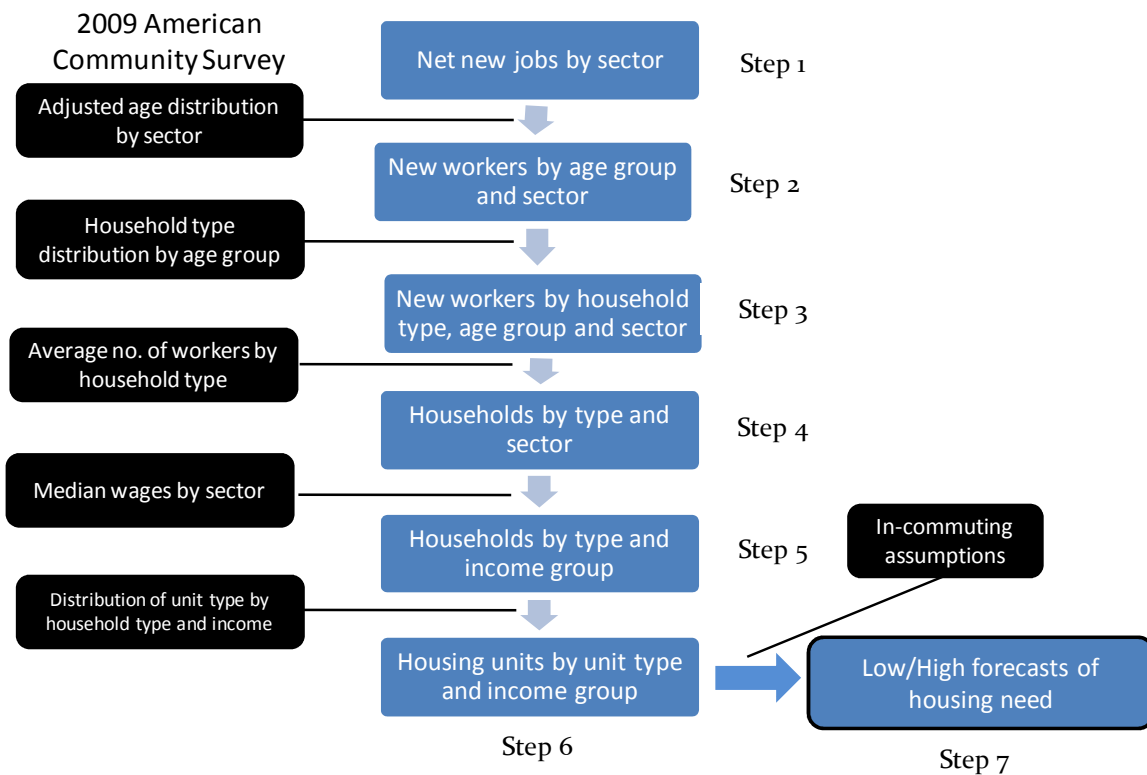 2009 American
Community Survey
Net new jobs by sector
Step 1
Adjusted age distribution
by sector
New workers by age group
and sector
Step 2
Household type
distribution by age group
New workers by household
type, age group and sector
Step 3
Average no. of workers by
household type
Households by type and
sector
Step 4
Median wages by sector
Households by type and
income group
Step 5
In-commuting
assumptions
Distribution of unit type by
household type and income
Housing units by unit type
and income group
Step 6
Low/High forecasts of
housing need
Step 7